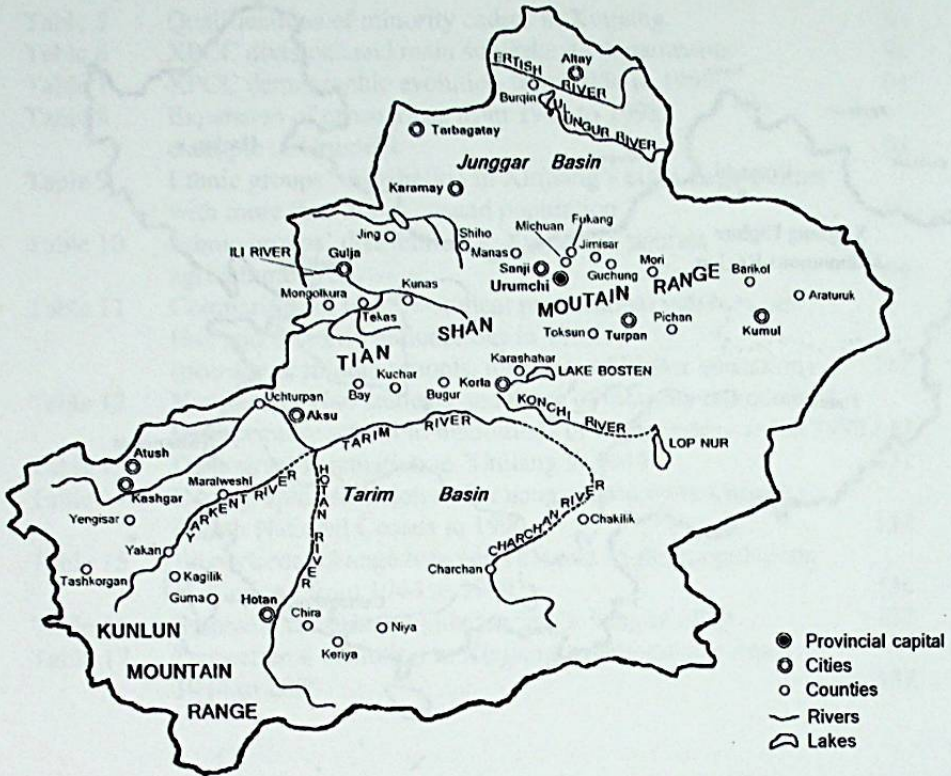 ERTISH RIVER
Altay
Burqin
ULUNGUR RIVER
Tarbagatay
Junggar Basin
Karamay
Jing
Shiho
Manas
Michuan
Fukang
Sanji
Urumchi
Jimisar
Guchung
Mori
Barikol
Araturuk
ILI RIVER
Gulja
Kunas
Mongolkura
Tekas
TIAN SHAN MOUTAIN RANGE
Toksun
Turpan
Pichan
Kumul
Karashahar
LAKE BOSTEN
Bay
Kuchar
Bugur
Korla
KONCHI RIVER
LOP NUR
Uchturpan
Aksu
TARIM RIVER
Atush
Kashgar
Maralweshi
YARKENT RIVER
RIVER
Tarim Basin
Yengisar
CHARCHAN RIVER
Chakilik
Yakan
Charchan
Tashkorgan
Kagilik
Guma
Hotan
Chira
Niya
Keriya
KUNLUN
MOUNTAIN
RANGE
Provincial capital
Cities
Counties
Rivers
Lakes